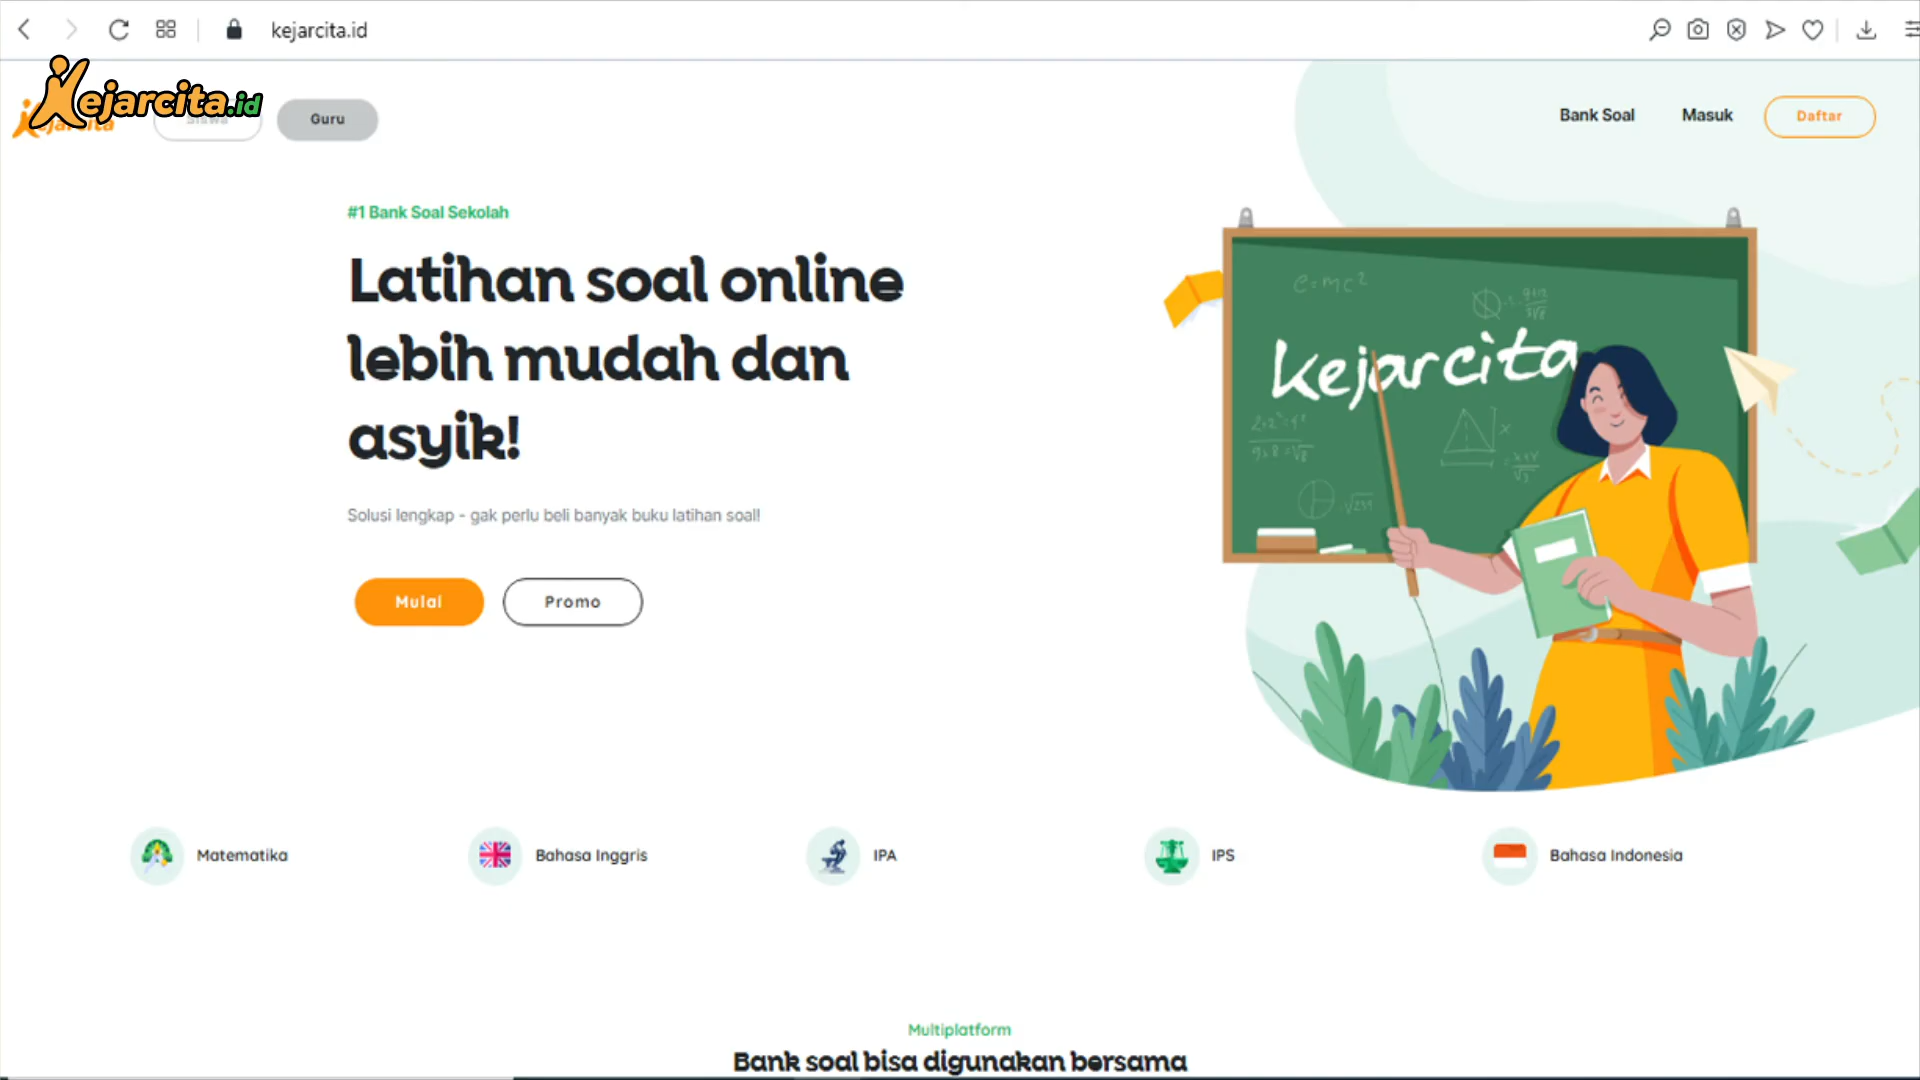 kejarcita.id
Kejarcita.id
Guru
Bank Soal
Masuk
Daftar
#1 Bank Soal Sekolah
Latihan soal online
lebih mudah dan
asyik!
Solusi lengkap - gak perlu beli banyak buku latihan soal!
Mulai
Promo
e=mc²
kejarcita
Matematika
Bahasa Inggris
IPA
IPS
Bahasa Indonesia
Multiplatform
Bank soal bisa digunakan bersama